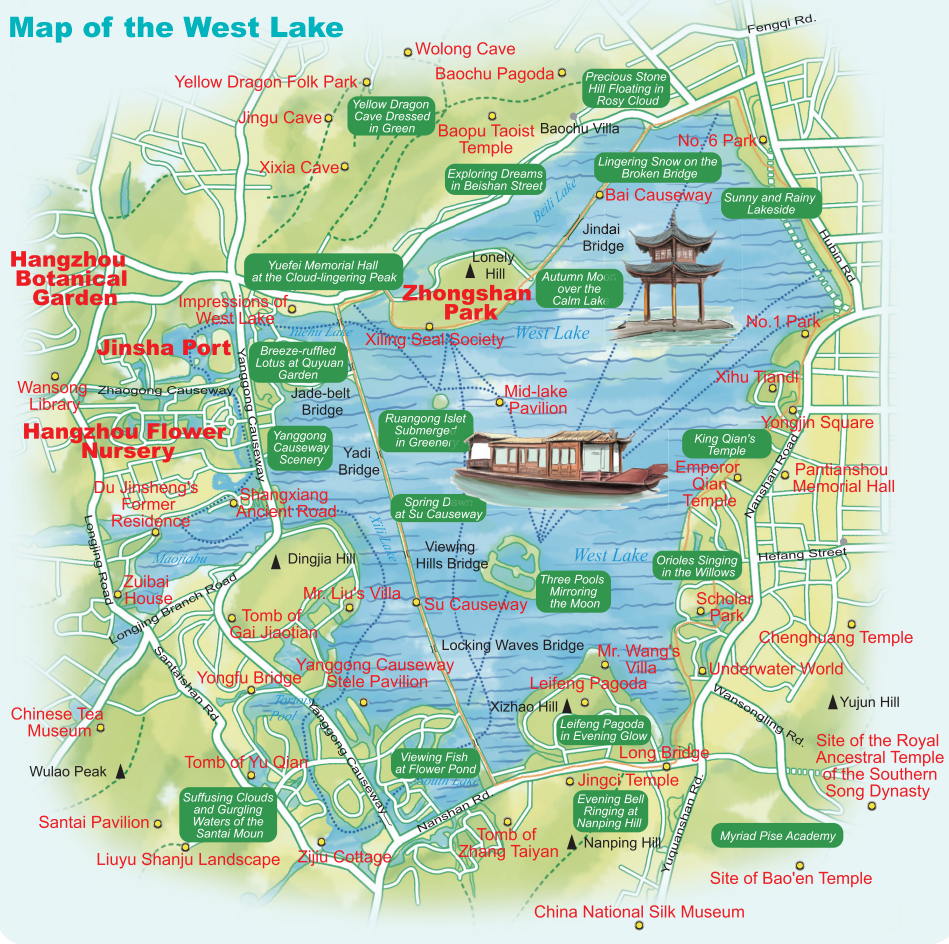 Map of the West Lake
Fengqi Rd.
Wolong Cave
Baochu Pagoda
Yellow Dragon Folk Park
Precious Stone
Hill Floating in
Rosy Cloud
Yellow Dragon
Cave Dressed
in Green
Jingu Cave
Baopu Taoist
Temple
Baochu Villa
No. 6 Park
Xixia Cave
Exploring Dreams
in Beishan Street
Lingering Snow on the
Broken Bridge
Beili Lake
Bai Causeway
Sunny and Rainy
Lakeside
Jindai
Bridge
Hubin Rd.
Hangzhou
Botanical
Garden
Yuefei Memorial Hall
at the Cloud-lingering Peak
Lonely
Hill
Autumn Moon
over the
Calm Lake
Zhongshan
Park
Impressions of
West Lake
Yuehu Lake
Xiling Seal Society
West Lake
No.1 Park
Jinsha Port
Breeze-ruffled
Lotus at Quyuan
Garden
Xihu Tiandi
Wansong
Library
Zhaogong Causeway
Yanggong Causeway
Jade-belt
Bridge
Mid-lake
Pavilion
Yongjin Square
Hangzhou Flower
Nursery
Ruangong Islet
Submerged
in Greenery
Yanggong
Causeway
Scenery
Yadi
Bridge
King Qian's
Temple
Emperor
Qian
Temple
Nanshan Road
Pantianshou
Memorial Hall
Du Jinsheng's
Former
Residence
Shangxiang
Ancient Road
Spring Dawn
at Su Causeway
Xili Lake
Longjing Road
Maojiabu
Dingjia Hill
Viewing
Hills Bridge
West Lake
Hefang Street
Orioles Singing
in the Willows
Three Pools
Mirroring
the Moon
Zuibai
House
Longjing Branch Road
Mr. Liu's Villa
Su Causeway
Scholar
Park
Tomb of
Gai Jiaotian
Chenghuang Temple
Locking Waves Bridge
Santaishan Rd.
Yanggong Causeway
Stele Pavilion
Mr. Wang's
Villa
Underwater World
Yongfu Bridge
Leifeng Pagoda
Wansongling Rd.
Yujun Hill
Pool
Yanggong Causeway
Xizhao Hill
Chinese Tea
Museum
Leifeng Pagoda
in Evening Glow
Site of the Royal
Ancestral Temple
of the Southern
Song Dynasty
Wulao Peak
Tomb of Yu Qian
Viewing Fish
at Flower Pond
South Lake
Long Bridge
Jingci Temple
Suffusing Clouds
and Gurgling
Waters of the
Santai Moun
Nanshan Rd.
Evening Bell
Ringing at
Nanping Hill
Yuquanshan Rd.
Santai Pavilion
Tomb of
Zhang Taiyan
Nanping Hill
Myriad Pise Academy
Liuyu Shanju Landscape
Zijiu Cottage
Site of Bao'en Temple
China National Silk Museum